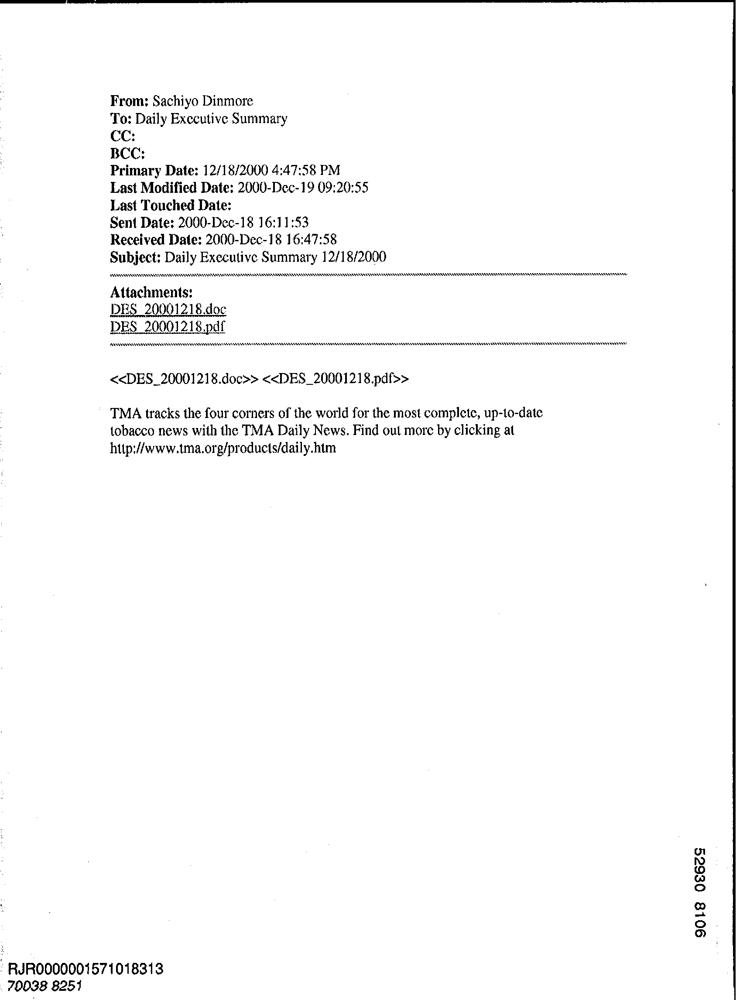 From: Sachiyo Dinmore
To: Daily Executive Summary
CC:
BCC:
Primary Date: 12/18/2000 4:47:58 PM
Last Modified Date: 2000-Dec-19 09:20:55
Last Touched Date:
Sent Date: 2000-Dec-18 16:11:53
Received Date: 2000-Dec-18 16:47:58
Subject: Daily Executive Summary 12/18/2000
Attachments:
DES_20001218.doc
DES_20001218.pdf
<<DES_20001218.doc>> <<DES_20001218.pdf>>
TMA tracks the four corners of the world for the most complete, up-to-date
tobacco news with the TMA Daily News. Find out more by clicking at
http://www.tma.org/products/daily.htm
52930 8106
RJR0000001571018313
70038 8251